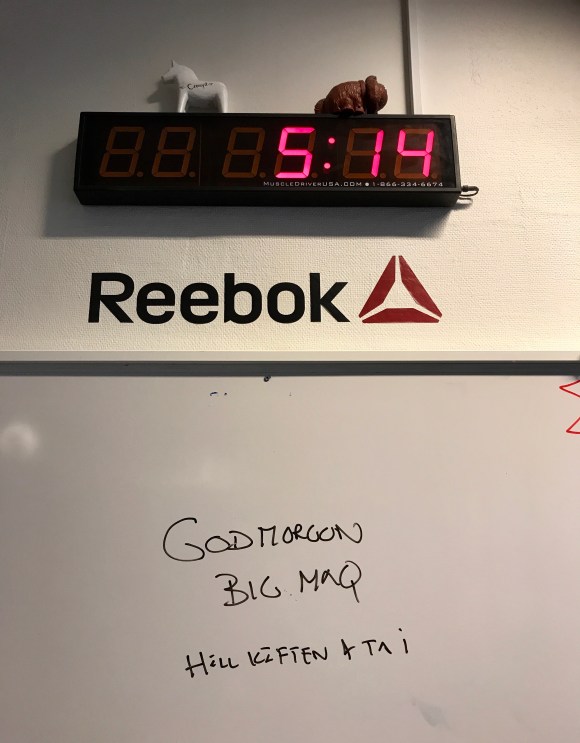 5:14
MUSCLEDRIVERUSA.COM ● 1-866-334-6674
Reebok
GODMORGON
BIG MAQ
HÅLL KÄFTEN & TA i